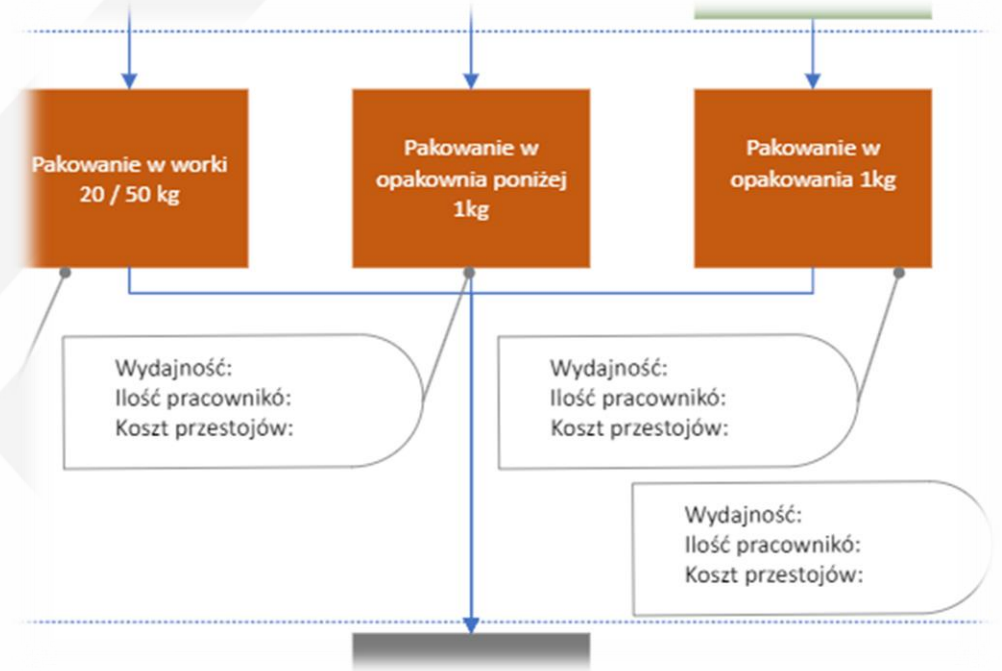 Pakowanie w worki
20 / 50 kg
Pakowanie w
opakownia poniżej
1kg
Pakowanie w
opakowania 1kg
Wydajność:
Ilość pracownikó:
Koszt przestojów:
Wydajność:
Ilość pracownikó:
Koszt przestojów:
Wydajność:
Ilość pracownikó:
Koszt przestojów: